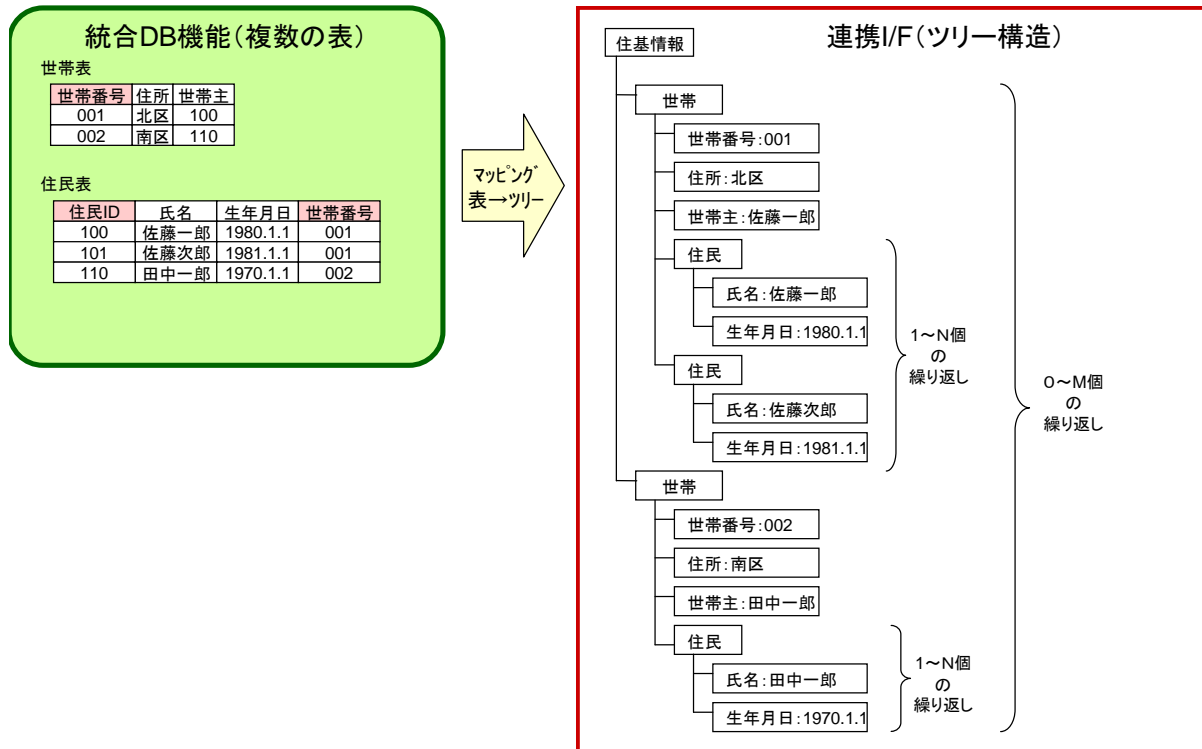 統合DB機能(複数の表)
世帯表
世帯番号 住所 世帯主
001 北区 100
002 南区 110
住民表
住民ID 氏名 生年月日 世帯番号
100 佐藤一郎 1980.1.1 001
101 佐藤次郎 1981.1.1 001
110 田中一郎 1970.1.1 002
マッピング
表→ツリー
連携I/F(ツリー構造)
住基情報
世帯
世帯番号:001
住所:北区
世帯主:佐藤一郎
住民
氏名:佐藤一郎
生年月日:1980.1.1
住民
氏名:佐藤次郎
生年月日:1981.1.1
1～N個
の
繰り返し
0～M個
の
繰り返し
世帯
世帯番号:002
住所:南区
世帯主:田中一郎
住民
氏名:田中一郎
生年月日:1970.1.1
1～N個
の
繰り返し